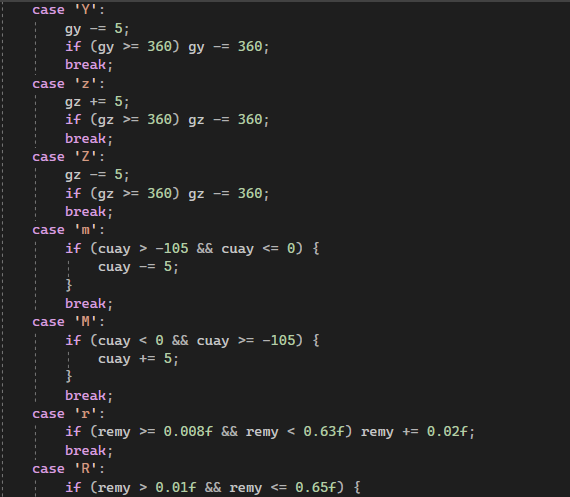 case 'Y':
gy -= 5;
if (gy >= 360) gy -= 360;
break;
case 'z':
gz += 5;
if (gz >= 360) gz -= 360;
break;
case 'Z':
gz -= 5;
if (gz >= 360) gz -= 360;
break;
case 'm':
if (cuay > -105 && cuay <= 0) {
cuay -= 5;
}
break;
case 'M':
if (cuay < 0 && cuay >= -105) {
cuay += 5;
}
break;
case 'r':
if (remy >= 0.008f && remy < 0.63f) remy += 0.02f;
break;
case 'R':
if (remy > 0.01f && remy <= 0.65f) {